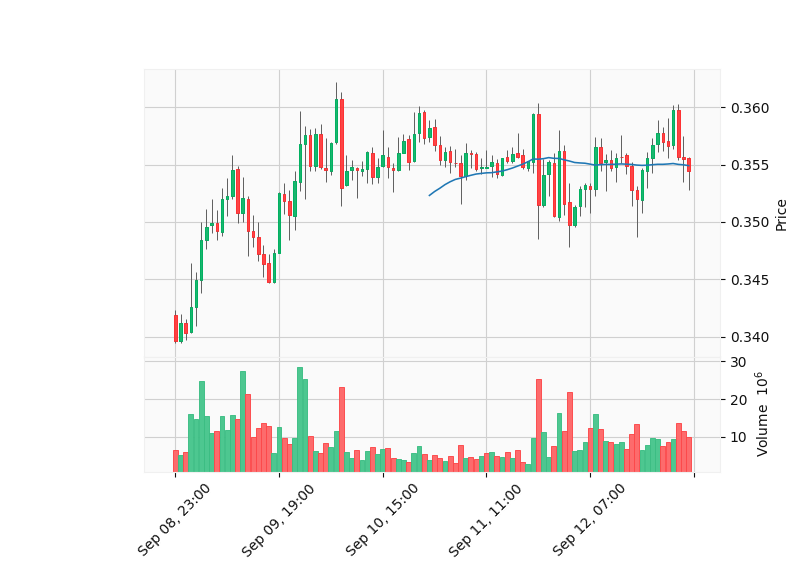 0.360
0.355
0.350
0.345
0.340
Price
30
20
10
Volume 10^6
Sep 08, 23:00
Sep 09, 19:00
Sep 10, 15:00
Sep 11, 11:00
Sep 12, 07:00